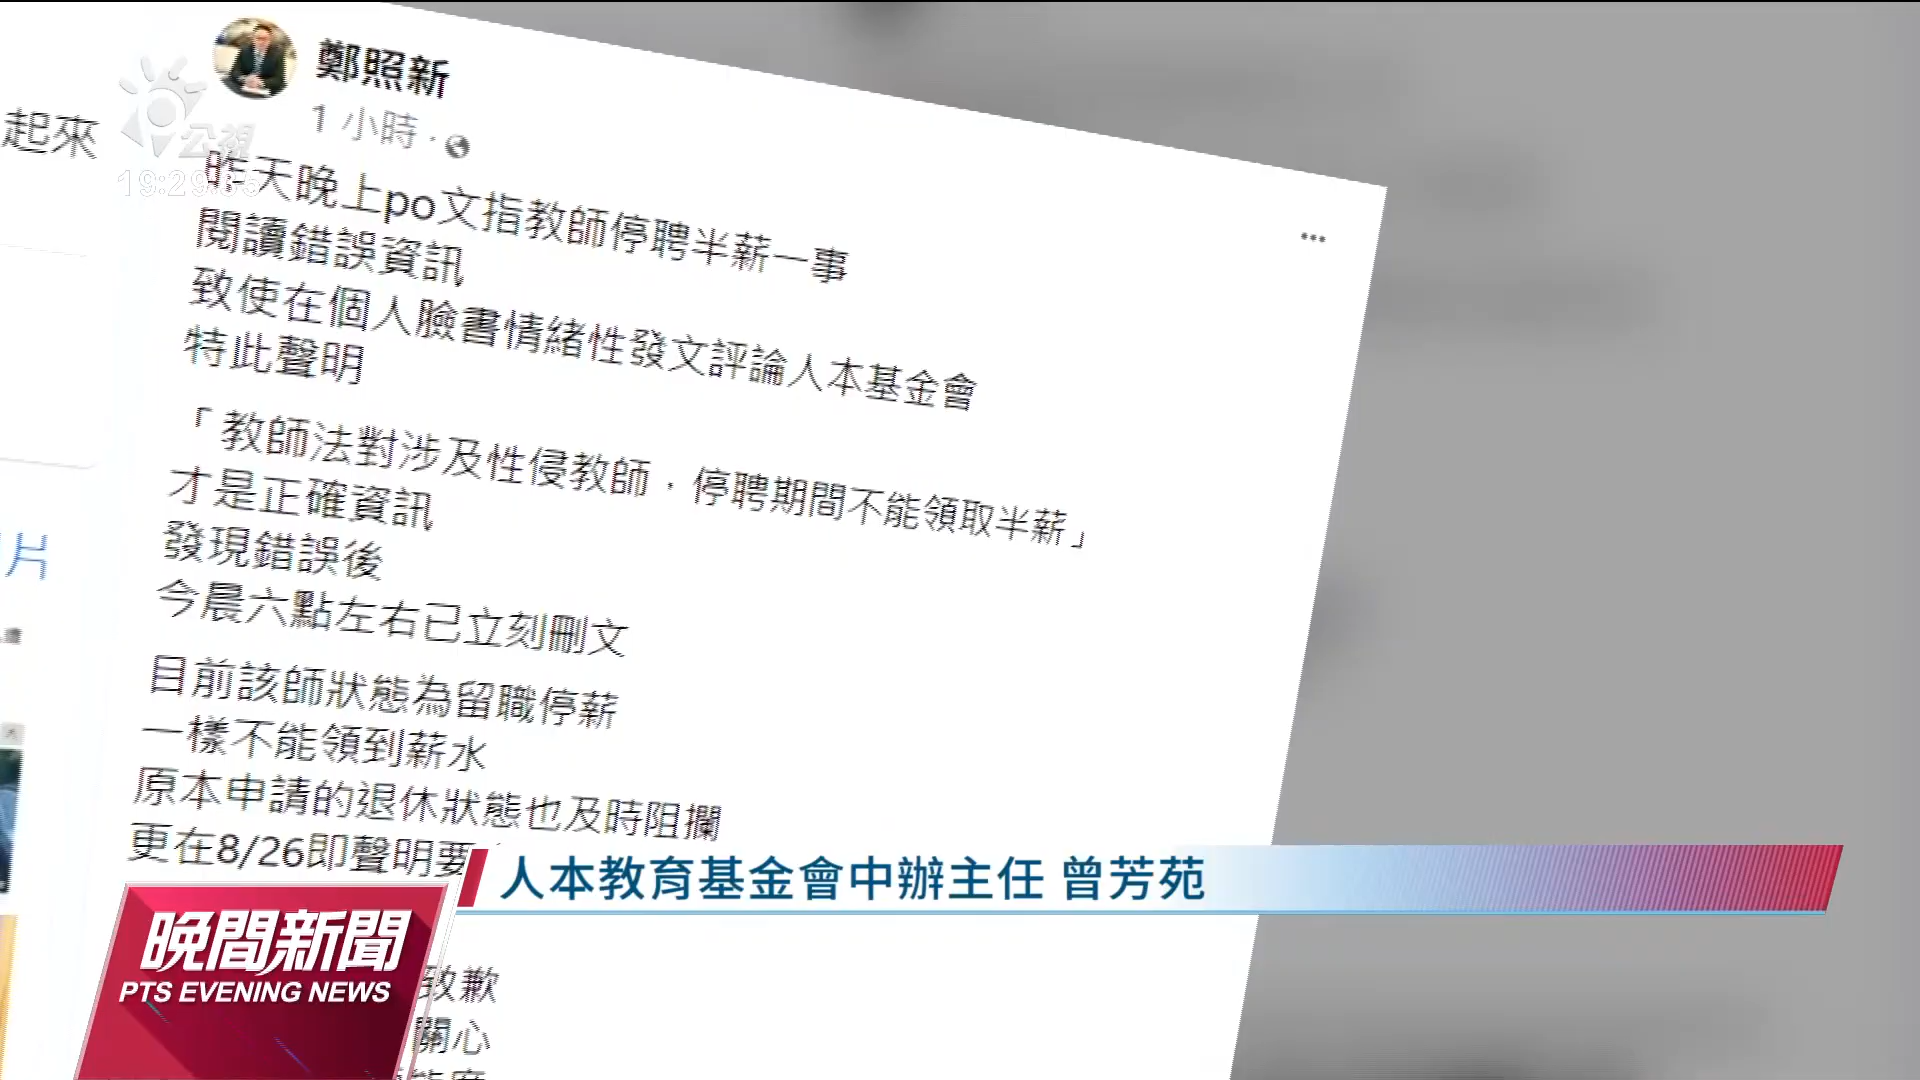 鄭照新
1 小時
起來
公視
昨天晚上po文指教師停聘半薪一事
閱讀錯誤資訊
致使在個人臉書情緒性發文評論人本基金會
特此聲明
「教師法對涉及性侵教師，停聘期間不能領取半薪」
才是正確資訊
發現錯誤後
今晨六點左右已立刻刪文
片
目前該師狀態為留職停薪
一樣不能領到薪水
原本申請的退休狀態也及時阻攔
更在8/26即聲明要
人本教育基金會中辦主任 曾芳苑
晚間新聞
PTS EVENING NEWS
致歉
關心